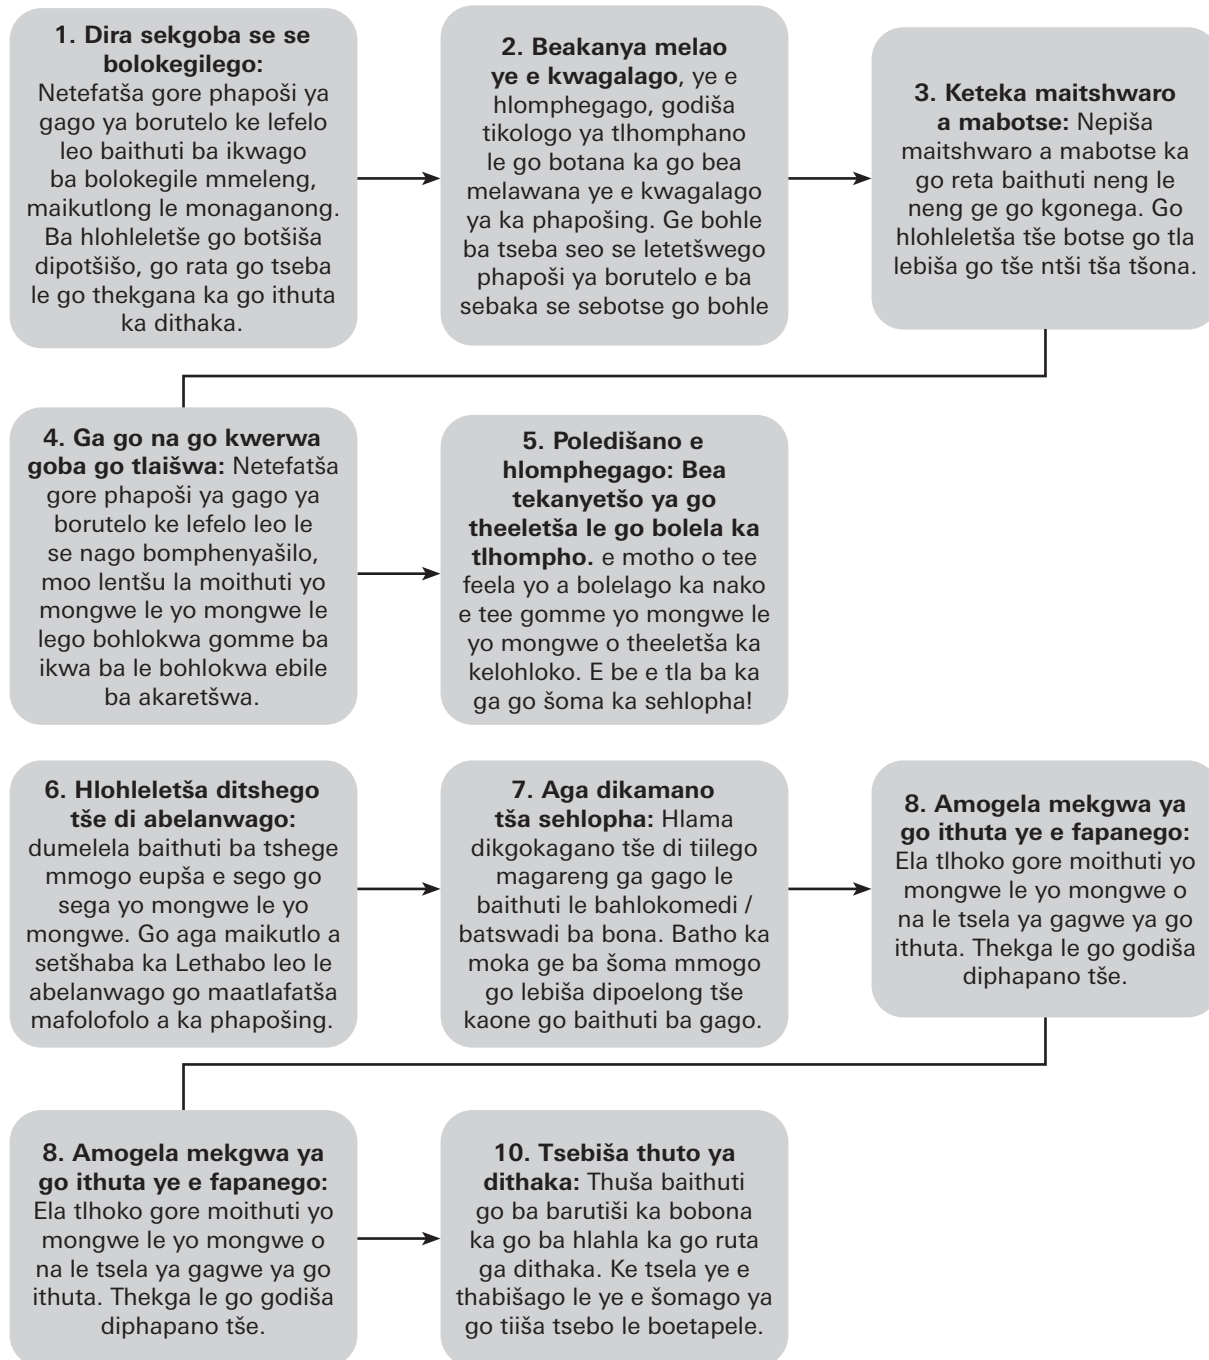 1. Dira sekgoba se se
bolokegilego:
Netefatša gore phapoši ya
gago ya borutelo ke lefelo
leo baithuti ba ikwago
ba bolokegile mmeleng,
maikutlong le monaganong.
Ba hlohleletše go botšiša
dipotšišo, go rata go tseba
le go thekgana ka go ithuta
ka dithaka.
2. Beakanya melao
ye e kwagalago, ye e
hlomphegago, godiša
tikologo ya tlhomphano
le go botana ka go bea
melawana ye e kwagalago
ya ka phapošing. Ge bohle
ba tseba seo se letetšwego
phapoši ya borutelo e ba
sebaka se sebotse go bohle
3. Keteka maitshwaro
a mabotse: Nepiša
maitshwaro a mabotse ka
go reta baithuti neng le
neng ge go kgonega. Go
hlohleletša tše botse go tla
lebiša go tše ntši tša tšona.
4. Ga go na go kwerwa
goba go tlaišwa: Netefatša
gore phapoši ya gago ya
borutelo ke lefelo leo le
se nago bomphenyašilo,
moo lentšu la moithuti yo
mongwe le yo mongwe le
lego bohlokwa gomme ba
ikwa ba le bohlokwa ebile
ba akaretšwa.
5. Poledišano e
hlomphegago: Bea
tekanyetšo ya go
theeletša le go bolela ka
tlhompho. e motho o tee
feela yo a bolelago ka nako
e tee gomme yo mongwe le
yo mongwe o theeletša ka
kelohloko. E be e tla ba ka
ga go šoma ka sehlopha!
6. Hlohleletša ditshego
tše di abelanwago:
dumelela baithuti ba tshege
mmogo eupša e sego go
sega yo mongwe le yo
mongwe. Go aga maikutlo a
setšhaba ka Lethabo leo le
abelanwago go maatlafatša
mafolofolo a ka phapošing.
7. Aga dikamano
tša sehlopha: Hlama
dikgokagano tše di tiilego
magareng ga gago le
baithuti le bahlokomedi /
batswadi ba bona. Batho ka
moka ge ba šoma mmogo
go lebiša dipoelong tše
kaone go baithuti ba gago.
8. Amogela mekgwa ya
go ithuta ye e fapanego:
Ela tlhoko gore moithuti yo
mongwe le yo mongwe o
na le tsela ya gagwe ya go
ithuta. Thekga le go godiša
diphapano tše.
8. Amogela mekgwa ya
go ithuta ye e fapanego:
Ela tlhoko gore moithuti yo
mongwe le yo mongwe o
na le tsela ya gagwe ya go
ithuta. Thekga le go godiša
diphapano tše.
10. Tsebiša thuto ya
dithaka: Thuša baithuti
go ba barutiši ka bobona
ka go ba hlahla ka go ruta
ga dithaka. Ke tsela ye e
thabišago le ye e šomago ya
go tiiša tsebo le boetapele.